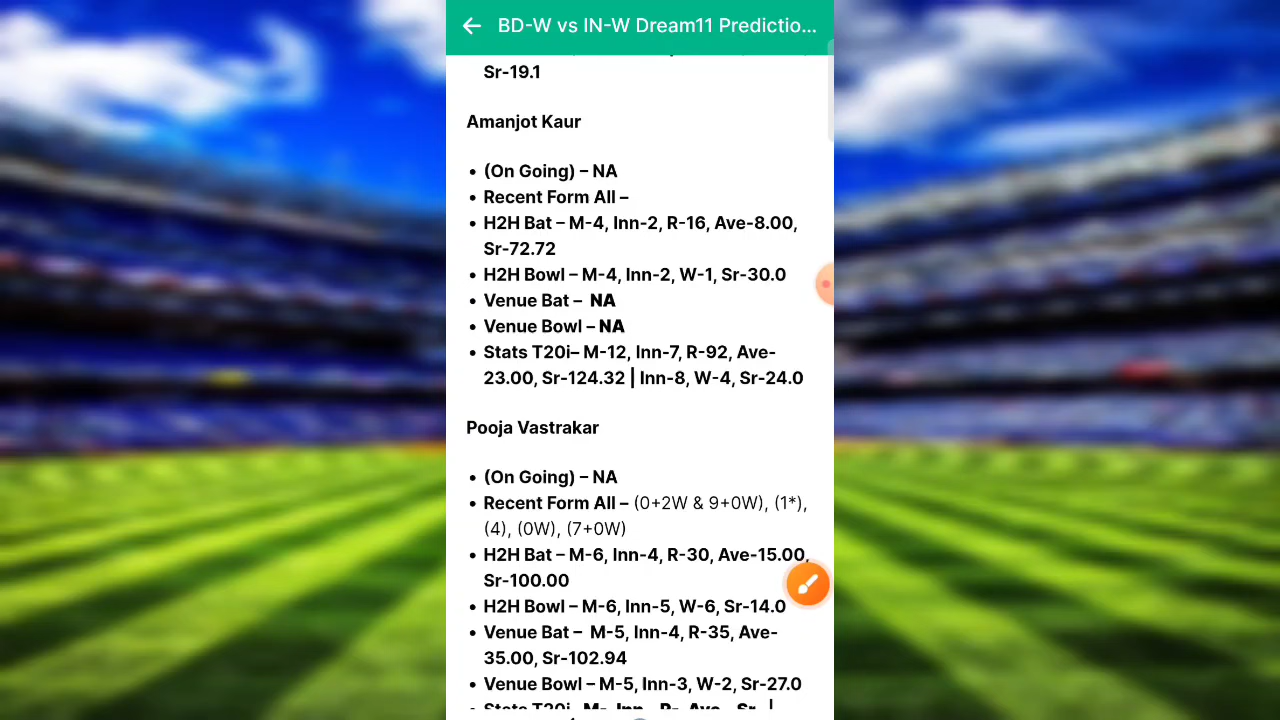 BD-W vs IN-W Dream11 Predictio...
Sr-19.1
Amanjot Kaur
• (On Going) – NA
• Recent Form All –
• H2H Bat – M-4, Inn-2, R-16, Ave-8.00,
Sr-72.72
• H2H Bowl – M-4, Inn-2, W-1, Sr-30.0
• Venue Bat – NA
• Venue Bowl – NA
• Stats T20i– M-12, Inn-7, R-92, Ave-
23.00, Sr-124.32 | Inn-8, W-4, Sr-24.0
Pooja Vastrakar
• (On Going) – NA
• Recent Form All – (0+2W & 9+0W), (1*),
(4), (0W), (7+0W)
• H2H Bat – M-6, Inn-4, R-30, Ave-15.00,
Sr-100.00
• H2H Bowl – M-6, Inn-5, W-6, Sr-14.0
• Venue Bat – M-5, Inn-4, R-35, Ave-
35.00, Sr-102.94
• Venue Bowl – M-5, Inn-3, W-2, Sr-27.0